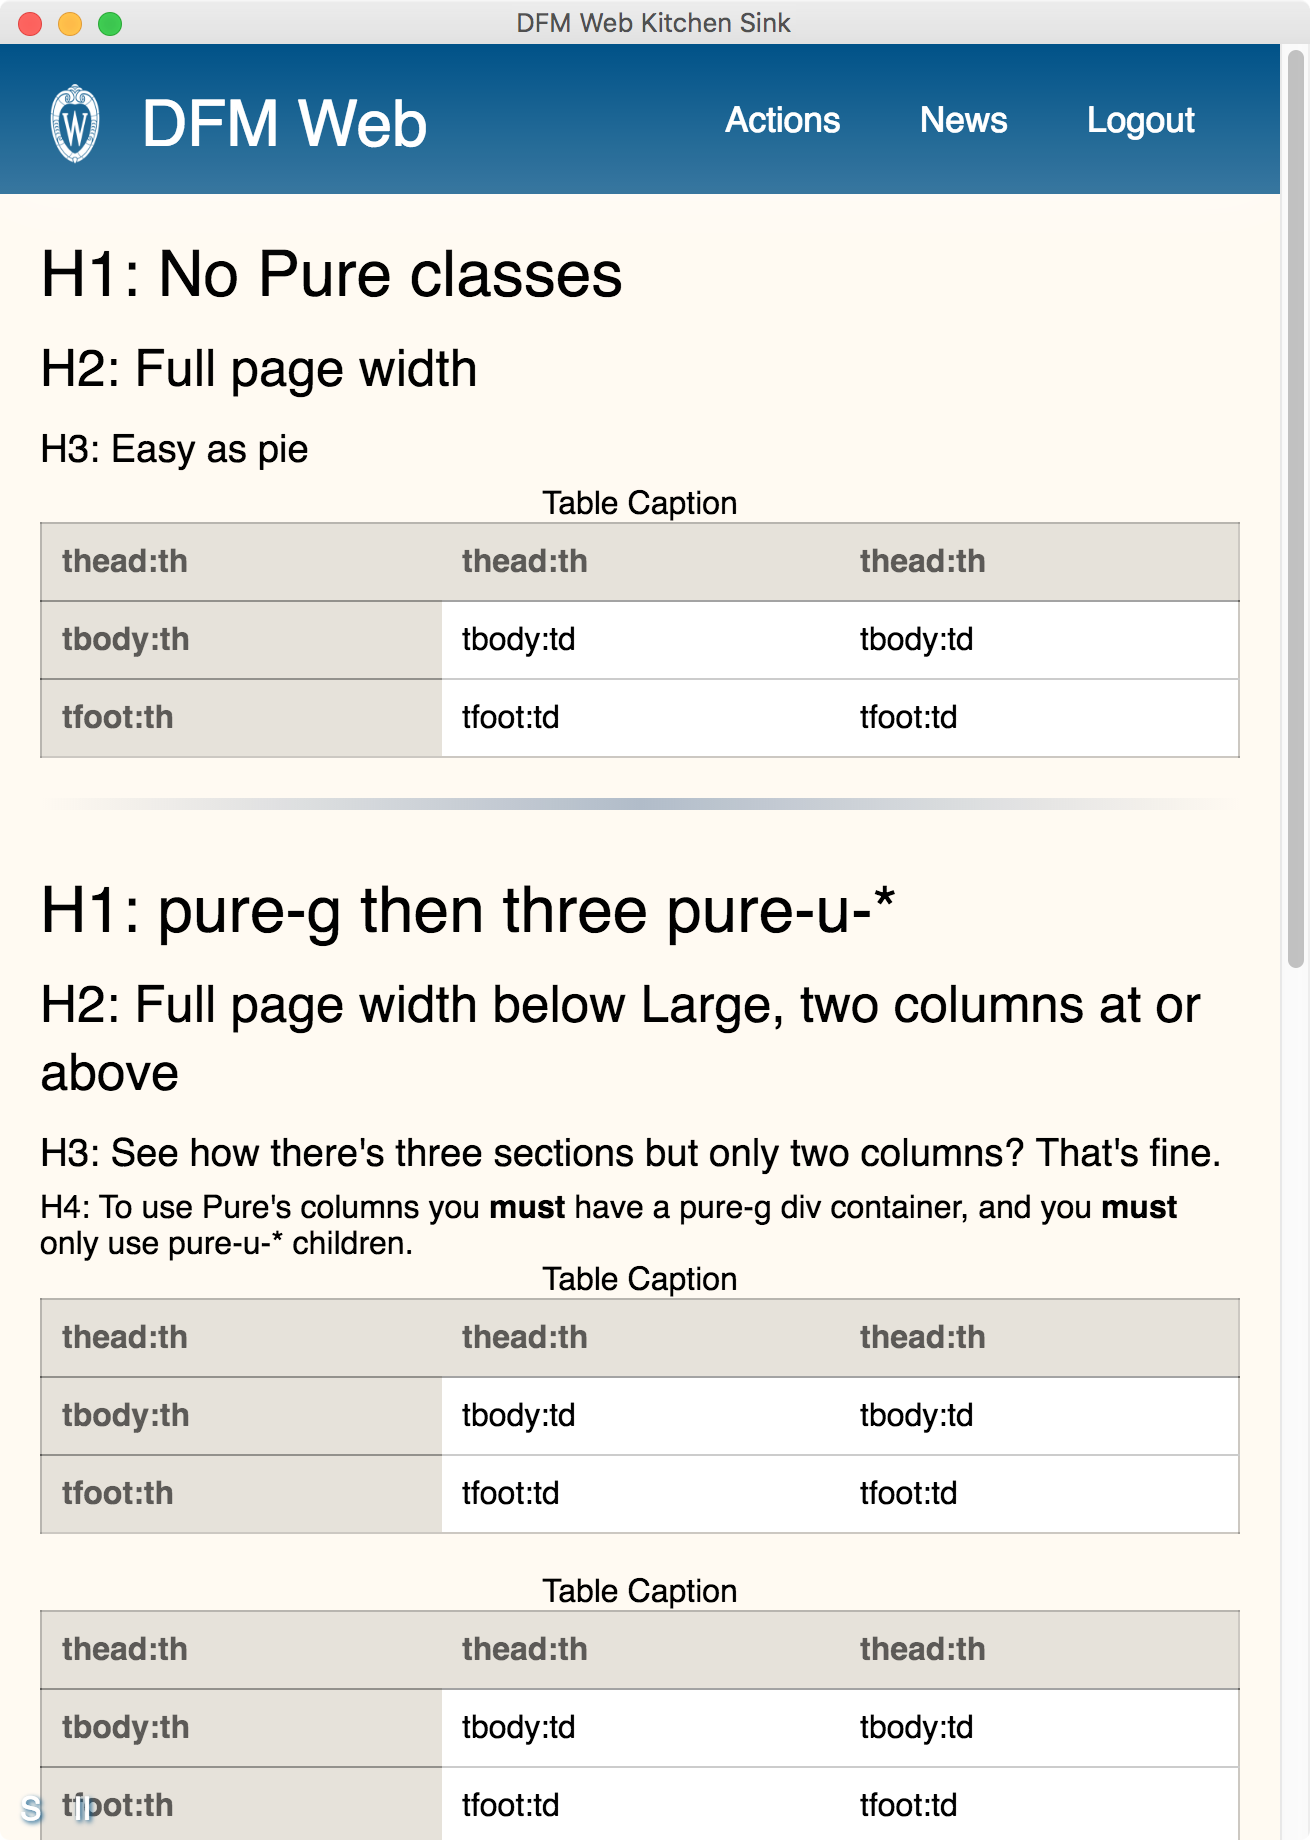 DFM Web Kitchen Sink
W DFM Web Actions News Logout
H1: No Pure classes
H2: Full page width
H3: Easy as pie
Table Caption
thead:th thead:th thead:th
tbody:th tbody:td tbody:td
tfoot:th tfoot:td tfoot:td
H1: pure-g then three pure-u-*
H2: Full page width below Large, two columns at or
above
H3: See how there's three sections but only two columns? That's fine.
H4: To use Pure's columns you must have a pure-g div container, and you must
only use pure-u-* children.
Table Caption
thead:th thead:th thead:th
tbody:th tbody:td tbody:td
tfoot:th tfoot:td tfoot:td
Table Caption
thead:th thead:th thead:th
tbody:th tbody:td tbody:td
S tfoot:th tfoot:td tfoot:td